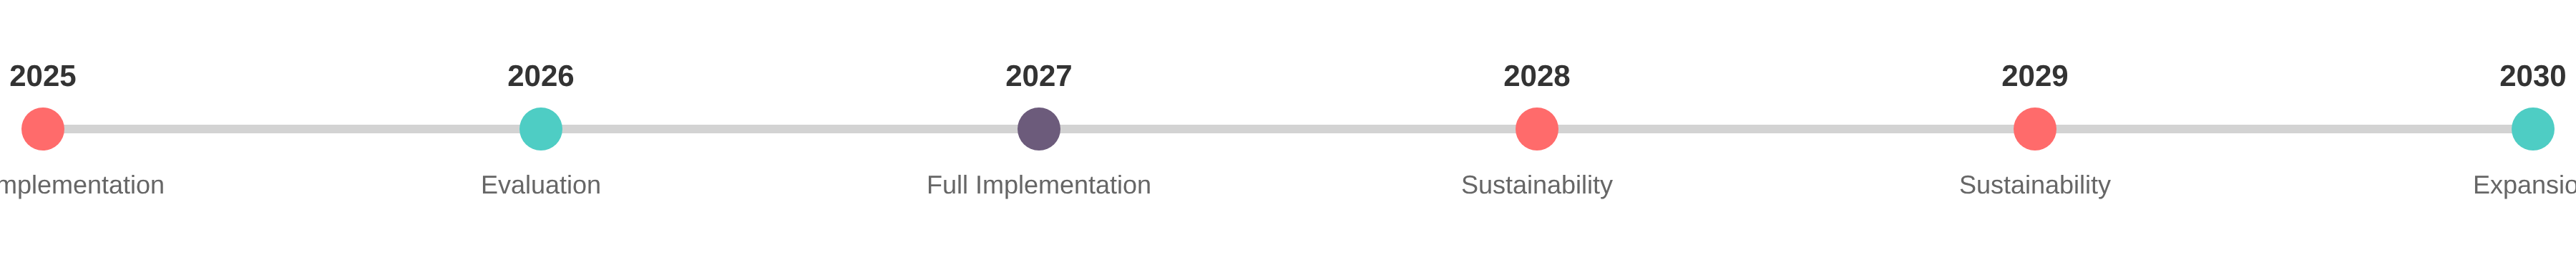 2025
2026
2027
2028
2029
2030
mplementation
Evaluation
Full Implementation
Sustainability
Sustainability
Expansio